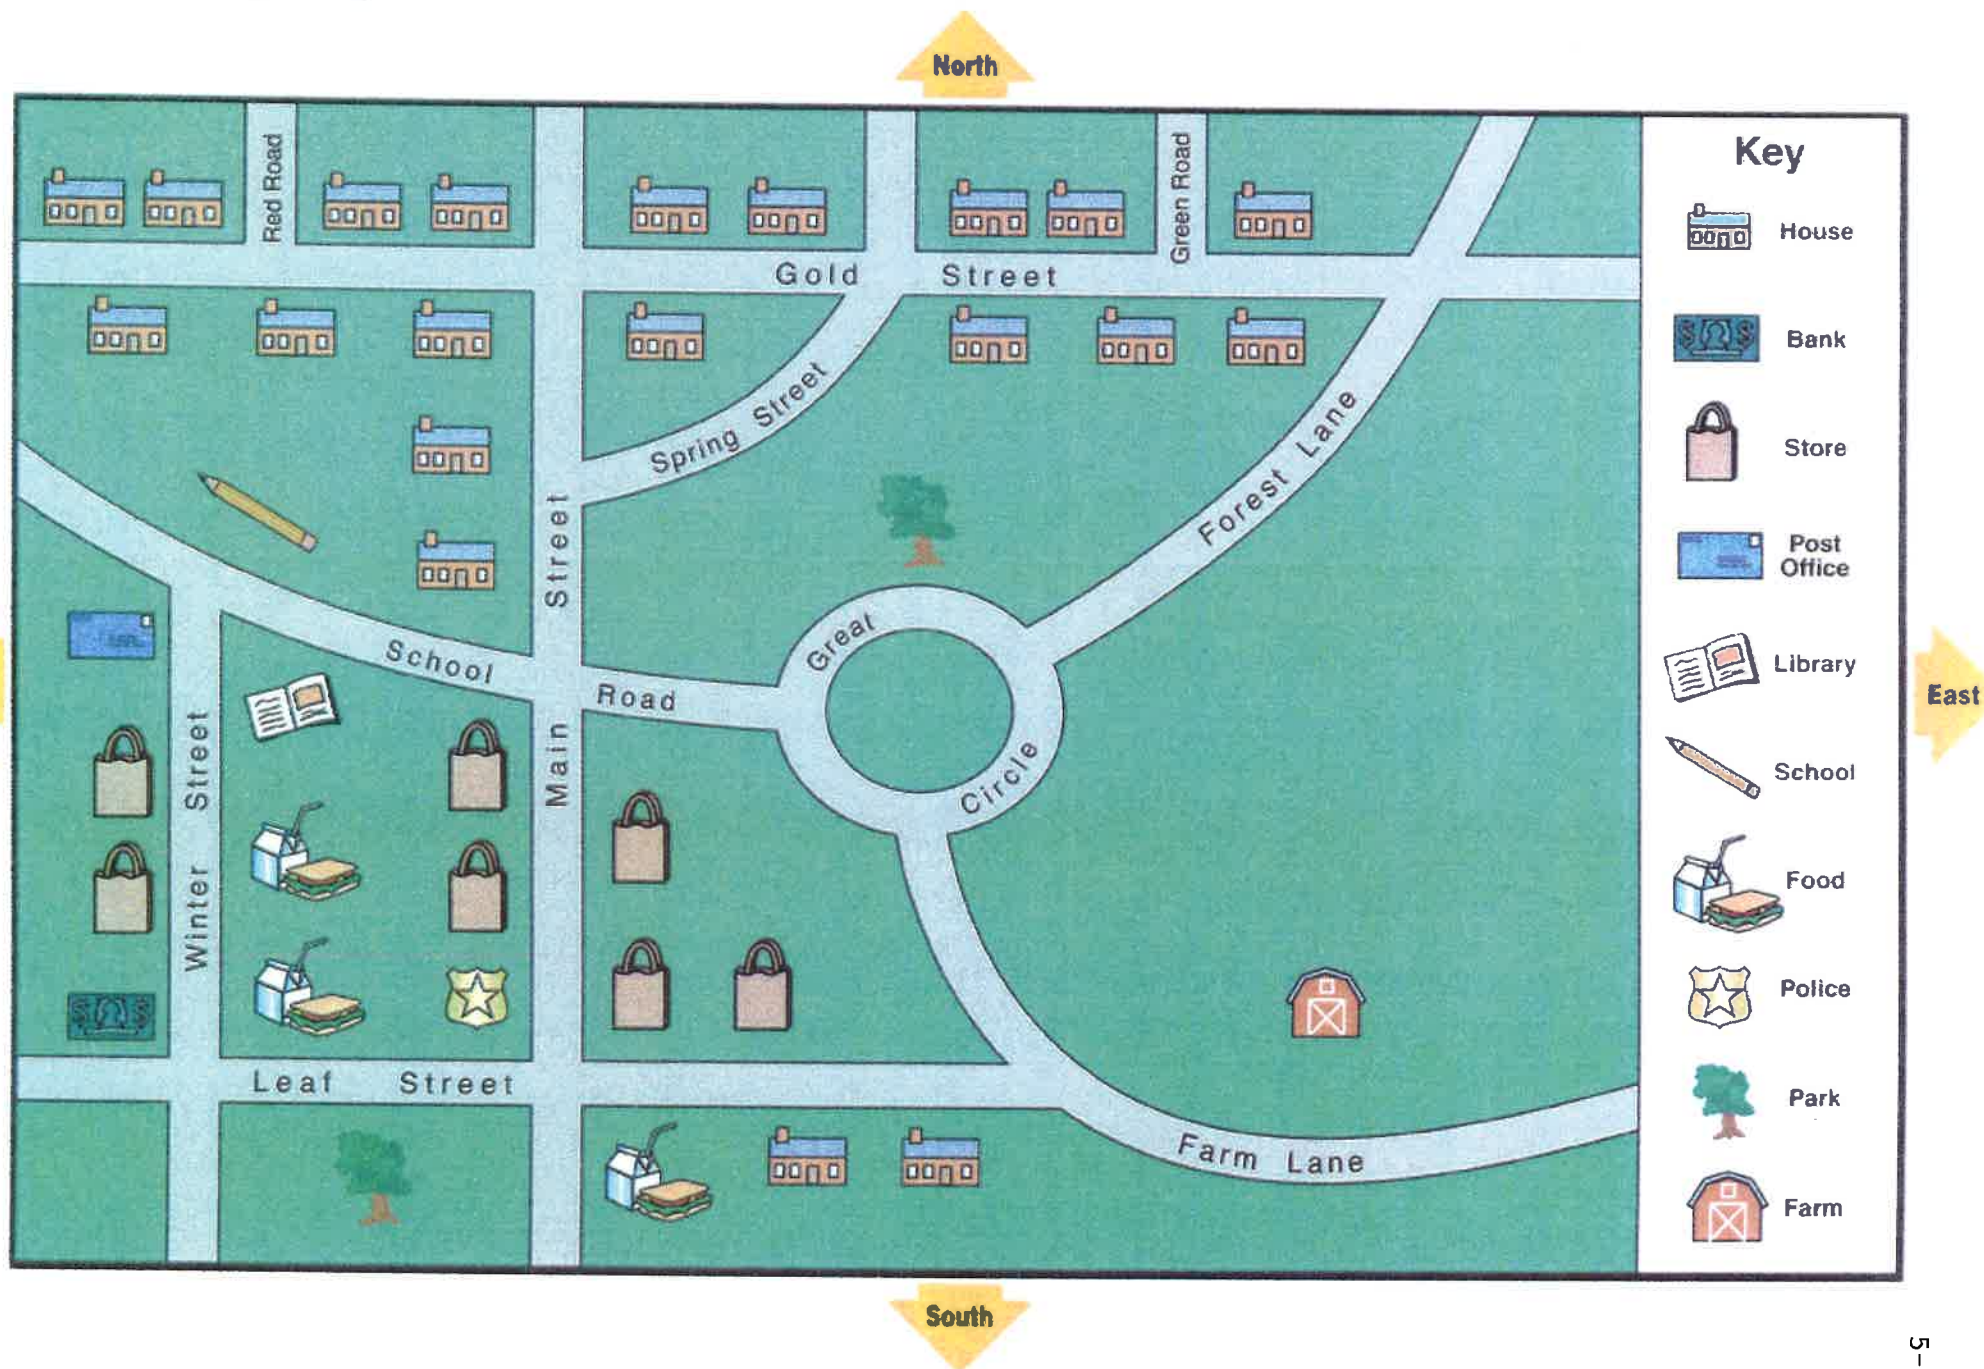 North
Red Road
Green Road
Gold Street
Spring Street
Forest Lane
Main Street
School Road
Great Circle
Winter Street
Leaf Street
Farm Lane
Key
House
Bank
Store
Post
Office
Library
School
Food
Police
Park
Farm
East
South
5-